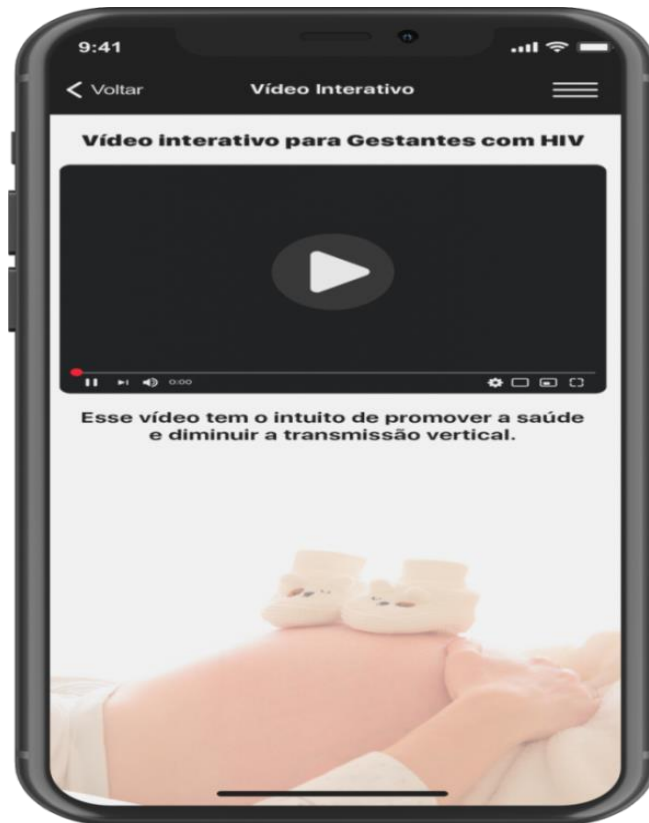 9:41
Voltar
Vídeo Interativo
Vídeo interativo para Gestantes com HIV
0:00
Esse vídeo tem o intuito de promover a saúde
e diminuir a transmissão vertical.